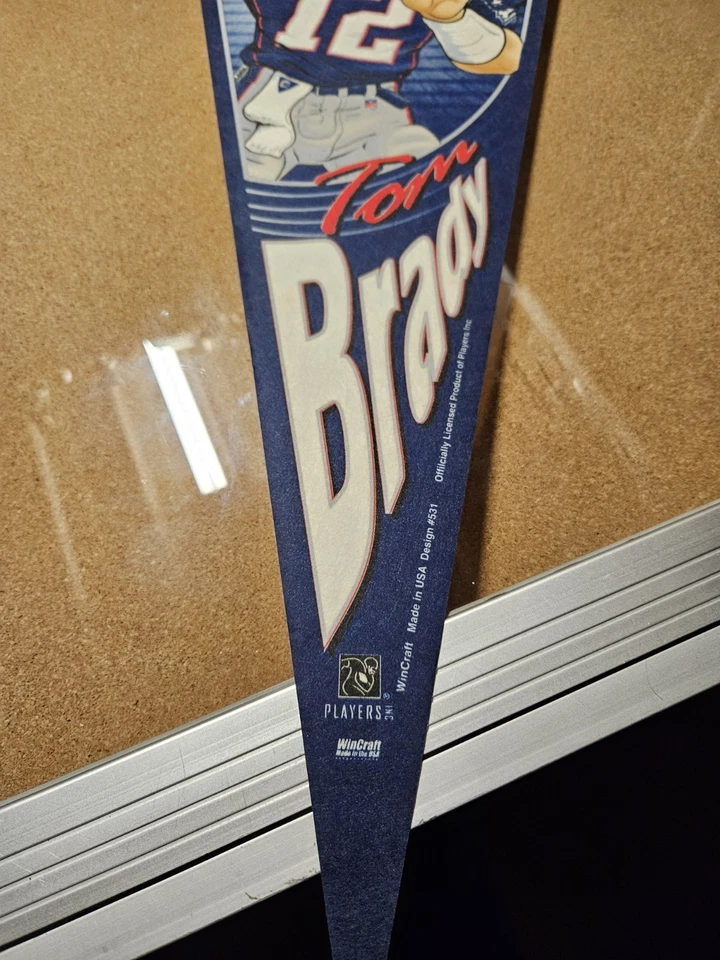 12
Tom
Brady
Officially Licensed Product of Players Inc
WinCraft Made in USA Design #531
PLAYERS INC ®
WinCraft
Made in the USA